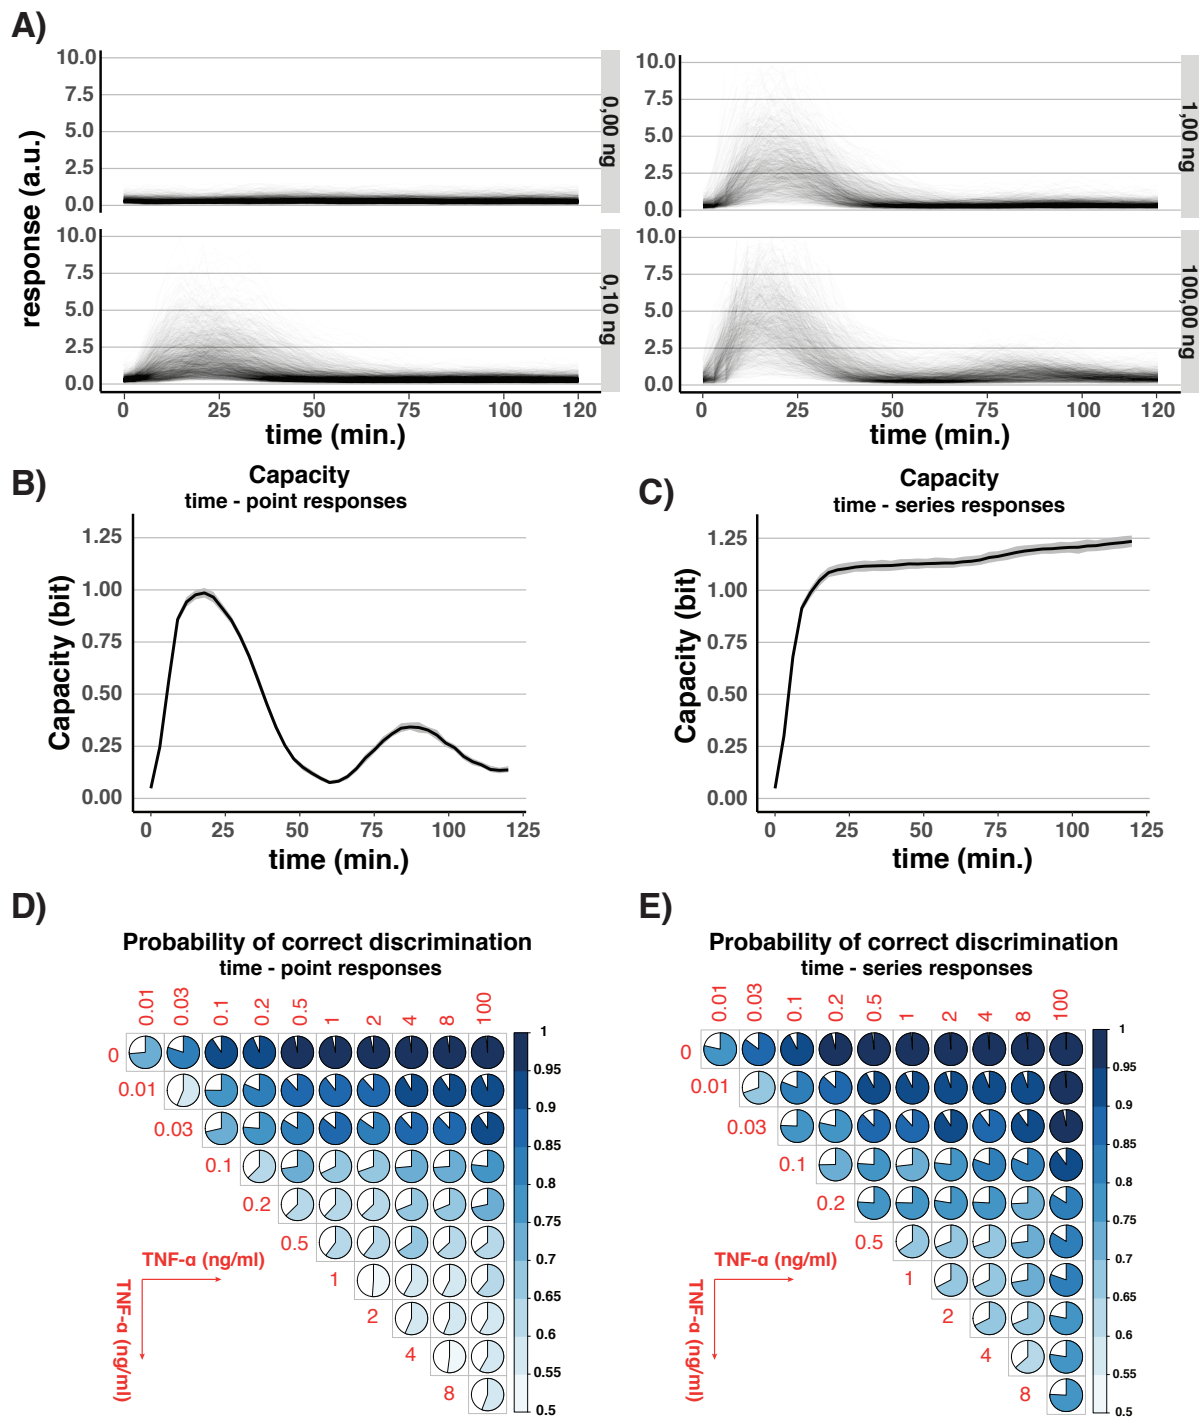 A)
response (a.u.)
10.0
7.5
5.0
2.5
0.0
0,00 ng
10.0
7.5
5.0
2.5
0.0
1,00 ng
10.0
7.5
5.0
2.5
0.0
0,10 ng
0 25 50 75 100 120
time (min.)
10.0
7.5
5.0
2.5
0.0
100,00 ng
0 25 50 75 100 120
time (min.)
B)
Capacity
time - point responses
Capacity (bit)
1.25
1.00
0.75
0.50
0.25
0.00
0 25 50 75 100 125
time (min.)
C)
Capacity
time - series responses
Capacity (bit)
1.25
1.00
0.75
0.50
0.25
0.00
0 25 50 75 100 125
time (min.)
D)
Probability of correct discrimination
time - point responses
0.01 0.03 0.1 0.2 0.5 1 2 4 8 100
0
0.01
0.03
0.1
0.2
0.5
1
2
4
8
TNF-α (ng/ml)
TNF-α (ng/ml)
1
0.95
0.9
0.85
0.8
0.75
0.7
0.65
0.6
0.55
0.5
E)
Probability of correct discrimination
time - series responses
0.01 0.03 0.1 0.2 0.5 1 2 4 8 100
0
0.01
0.03
0.1
0.2
0.5
1
2
4
8
TNF-α (ng/ml)
TNF-α (ng/ml)
1
0.95
0.9
0.85
0.8
0.75
0.7
0.65
0.6
0.55
0.5